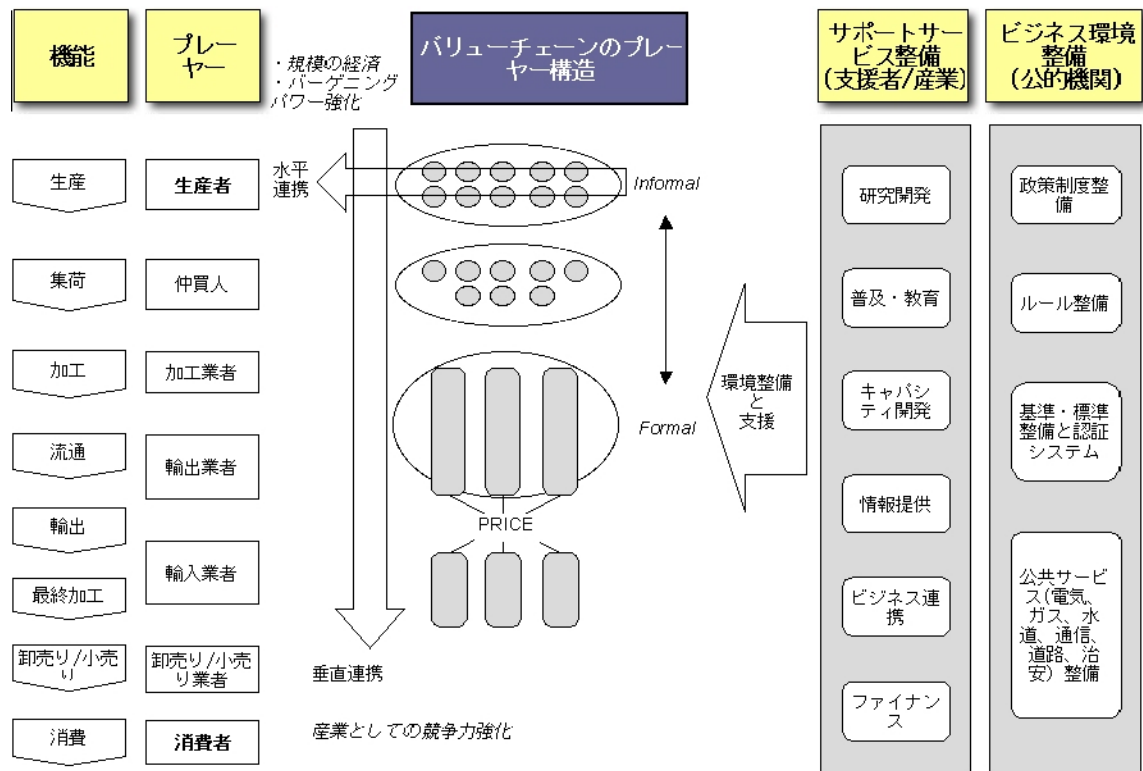 機能
プレー
ヤー
・規模の経済
・バーゲニング
パワー強化
バリューチェーンのプレー
ヤー構造
サポートサー
ビス整備
(支援者/産業)
ビジネス環境
整備
(公的機関)
生産
集荷
加工
流通
輸出
最終加工
卸売り/小売
り
消費
生産者
仲買人
加工業者
輸出業者
輸入業者
卸売り/小売
り業者
消費者
水平
連携
Informal
Formal
PRICE
垂直連携
産業としての競争力強化
環境整備
と
支援
研究開発
普及・教育
キャパシ
ティ開発
情報提供
ビジネス連
携
ファイナン
ス
政策制度整
備
ルール整備
基準・標準
整備と認証
システム
公共サービ
ス(電気、
ガス、水
道、通信、
道路、治
安）整備